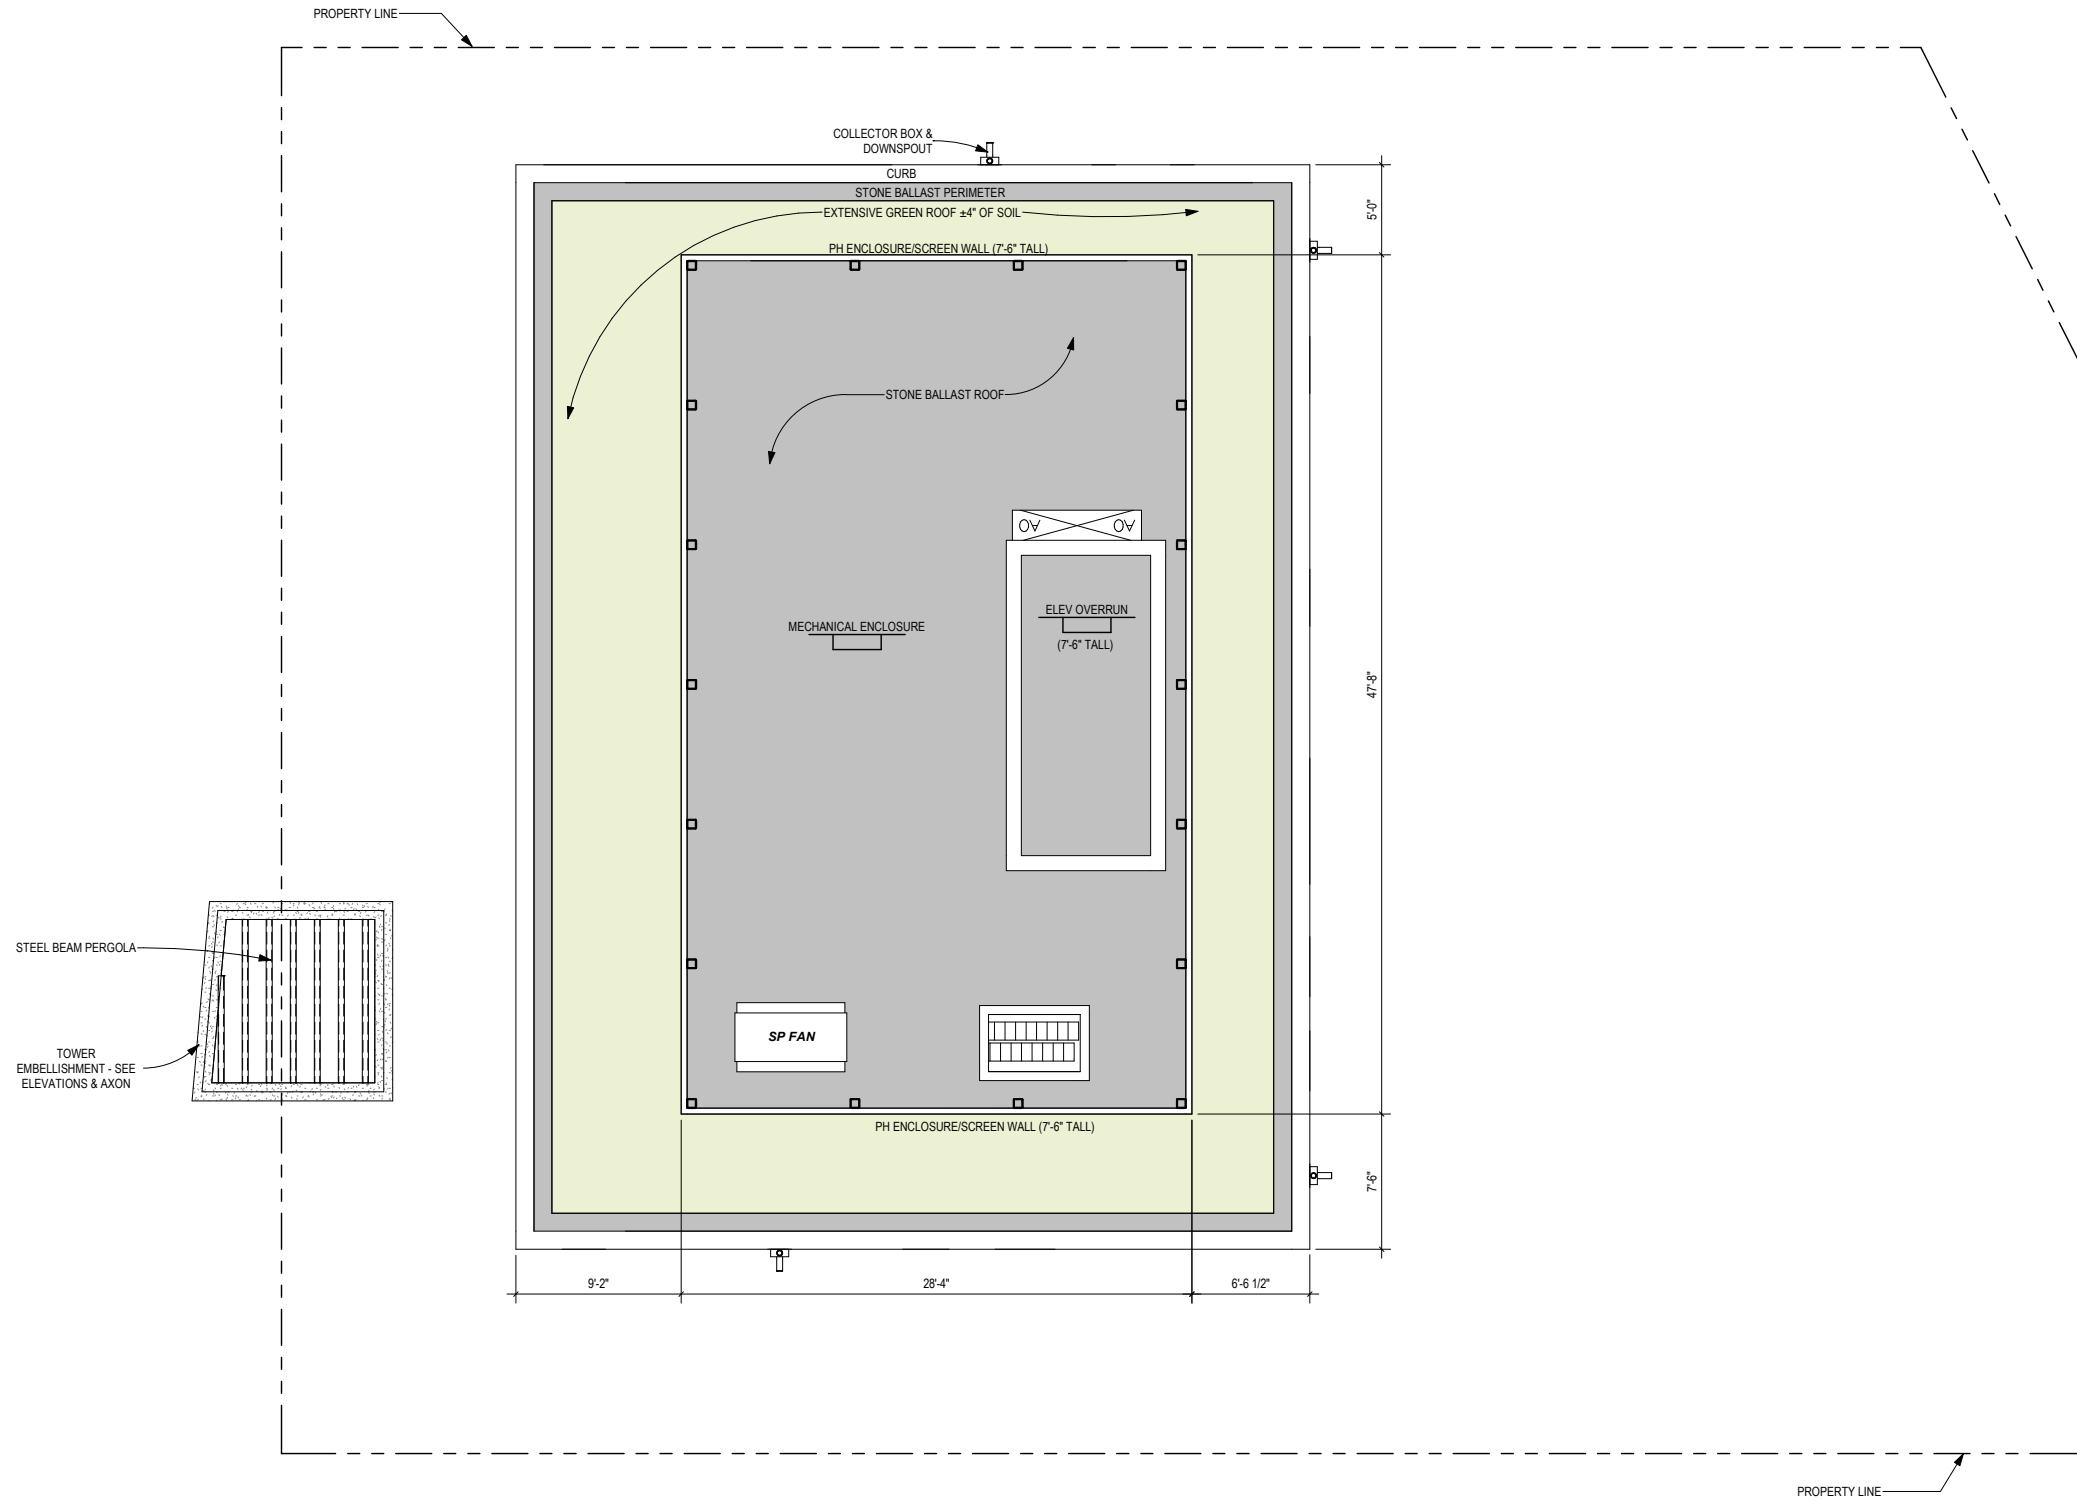 PROPERTY LINE
COLLECTOR BOX &
DOWNSPOUT
CURB
STONE BALLAST PERIMETER
EXTENSIVE GREEN ROOF ±4" OF SOIL
5'-0"
PH ENCLOSURE/SCREEN WALL (7'-6" TALL)
STONE BALLAST ROOF
OA
OA
ELEV OVERRUN
(7'-6" TALL)
MECHANICAL ENCLOSURE
47'-8"
STEEL BEAM PERGOLA
SP FAN
TOWER
EMBELLISHMENT - SEE
ELEVATIONS & AXON
PH ENCLOSURE/SCREEN WALL (7'-6" TALL)
7'-6"
9'-2"
28'-4"
6'-6 1/2"
PROPERTY LINE